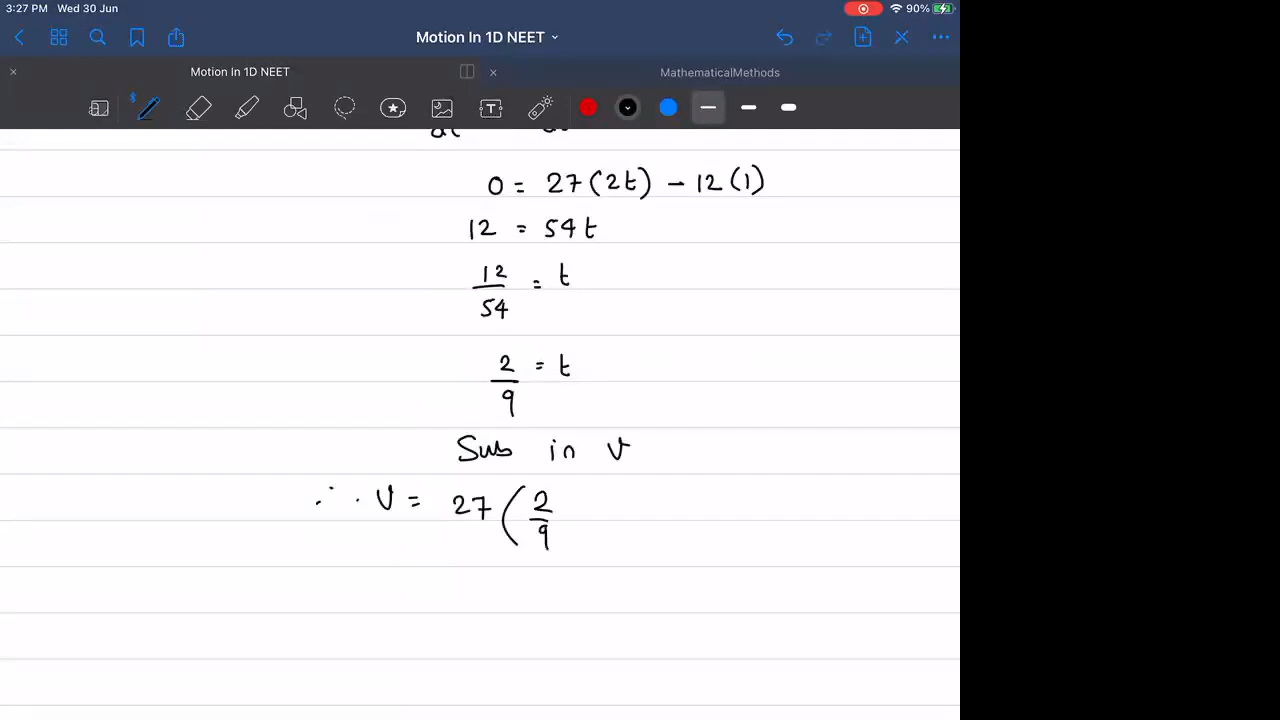 3:27 PM Wed 30 Jun 90%
Motion In 1D NEET
Motion In 1D NEET MathematicalMethods
0 = 27 (2t) - 12 (1)
12 = 54t
12/54 = t
2/9 = t
Sub in v
∴ v = 27 ( 2/9